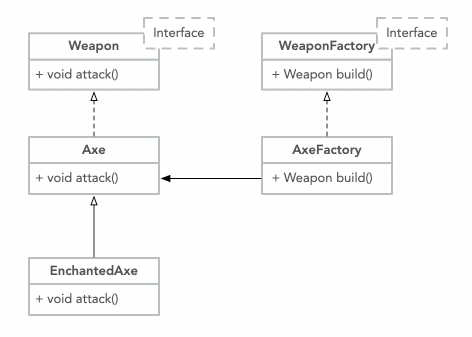 Weapon
Interface
+ void attack()
WeaponFactory
Interface
+ Weapon build()
Axe
+ void attack()
AxeFactory
+ Weapon build()
EnchantedAxe
+ void attack()